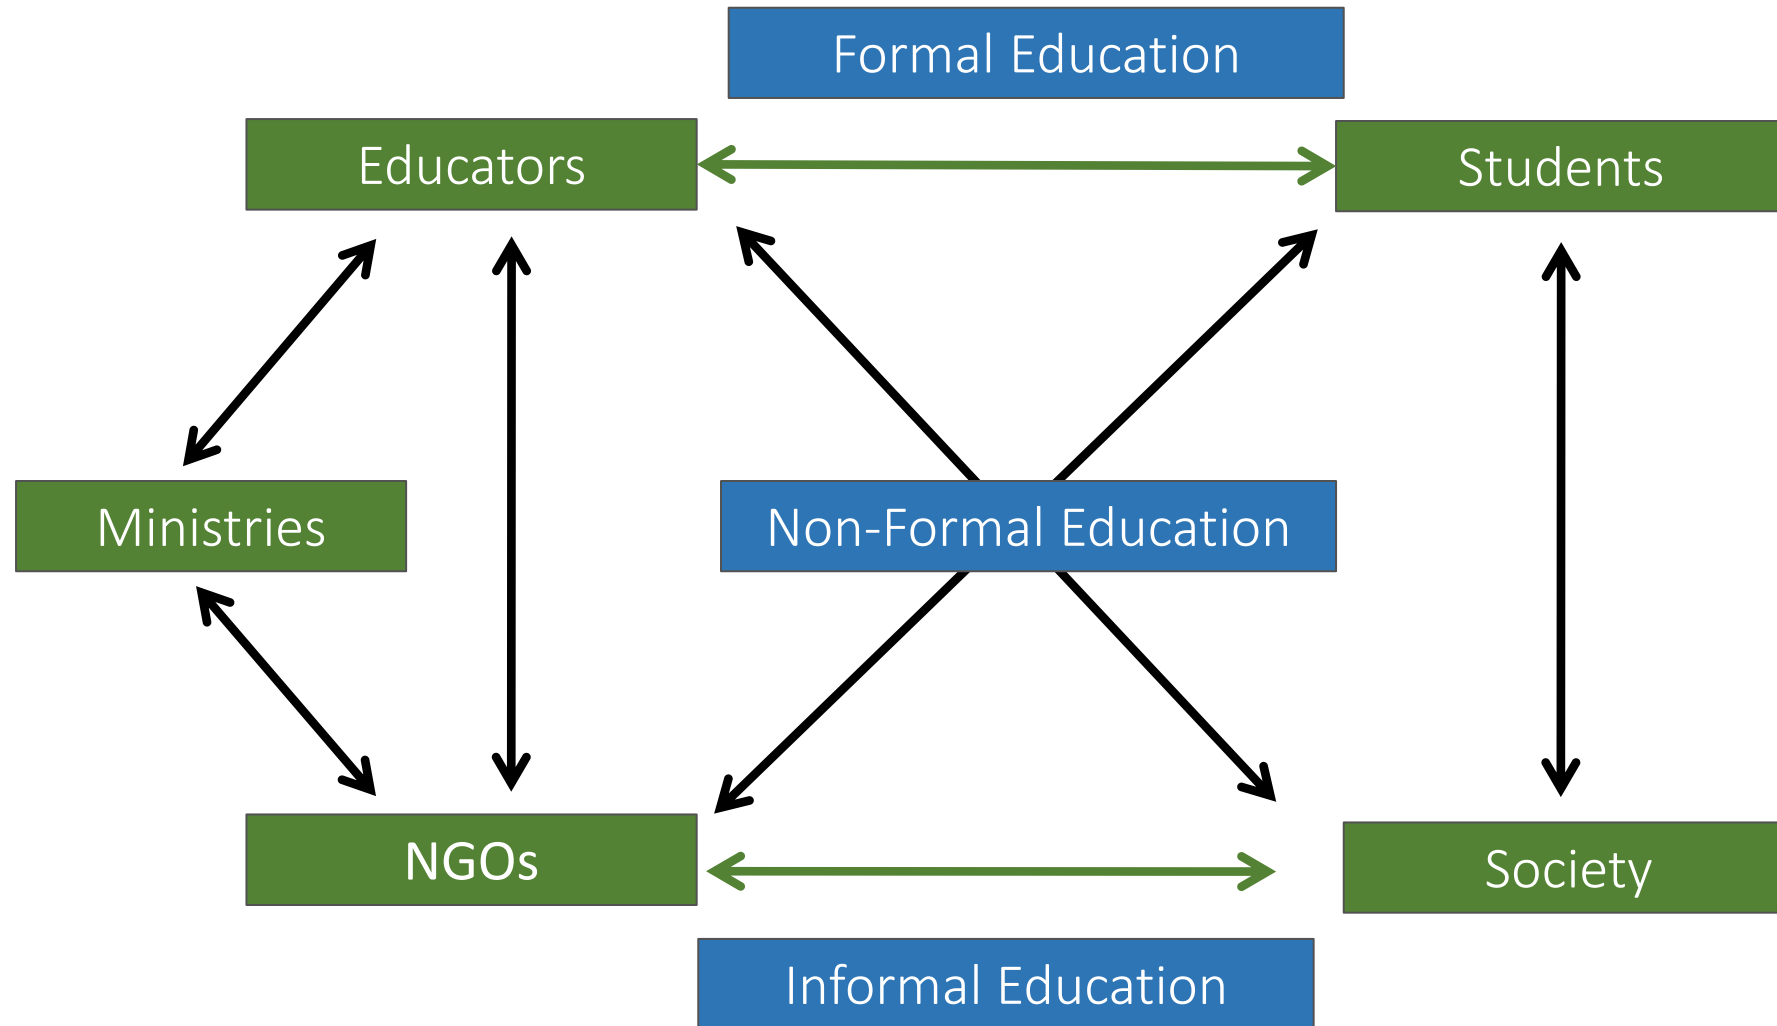 Formal Education
Educators
Students
Ministries
Non-Formal Education
NGOs
Society
Informal Education